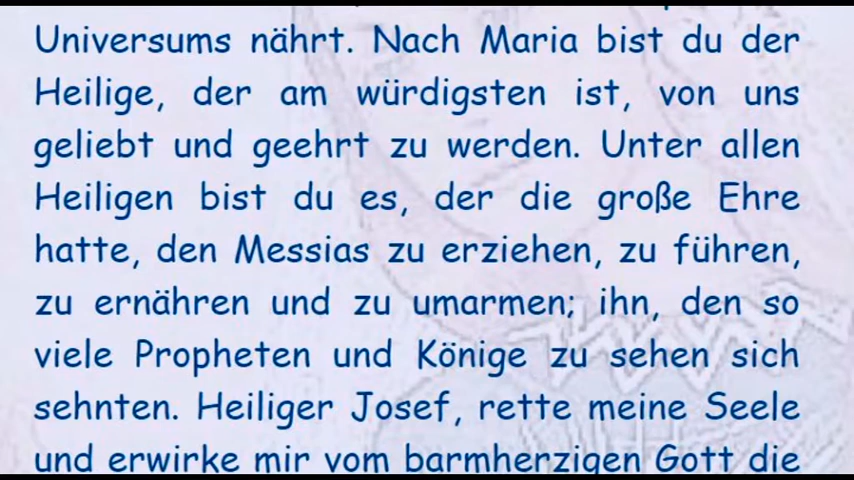 Universums nährt. Nach Maria bist du der
Heilige, der am würdigsten ist, von uns
geliebt und geehrt zu werden. Unter allen
Heiligen bist du es, der die große Ehre
hatte, den Messias zu erziehen, zu führen,
zu ernähren und zu umarmen; ihn, den so
viele Propheten und Könige zu sehen sich
sehnten. Heiliger Josef, rette meine Seele
und erwirke mir vom barmherzigen Gott die